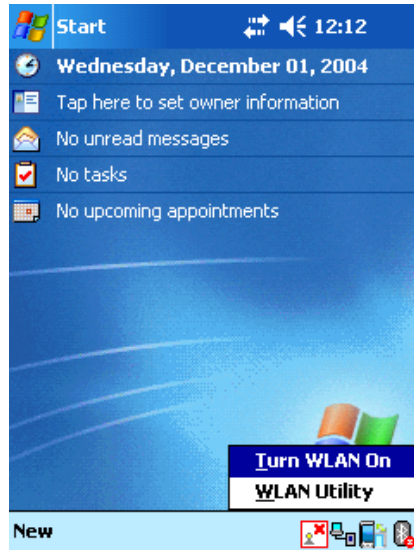 Start 12:12
Wednesday, December 01, 2004
Tap here to set owner information
No unread messages
No tasks
No upcoming appointments
Turn WLAN On
WLAN Utility
New